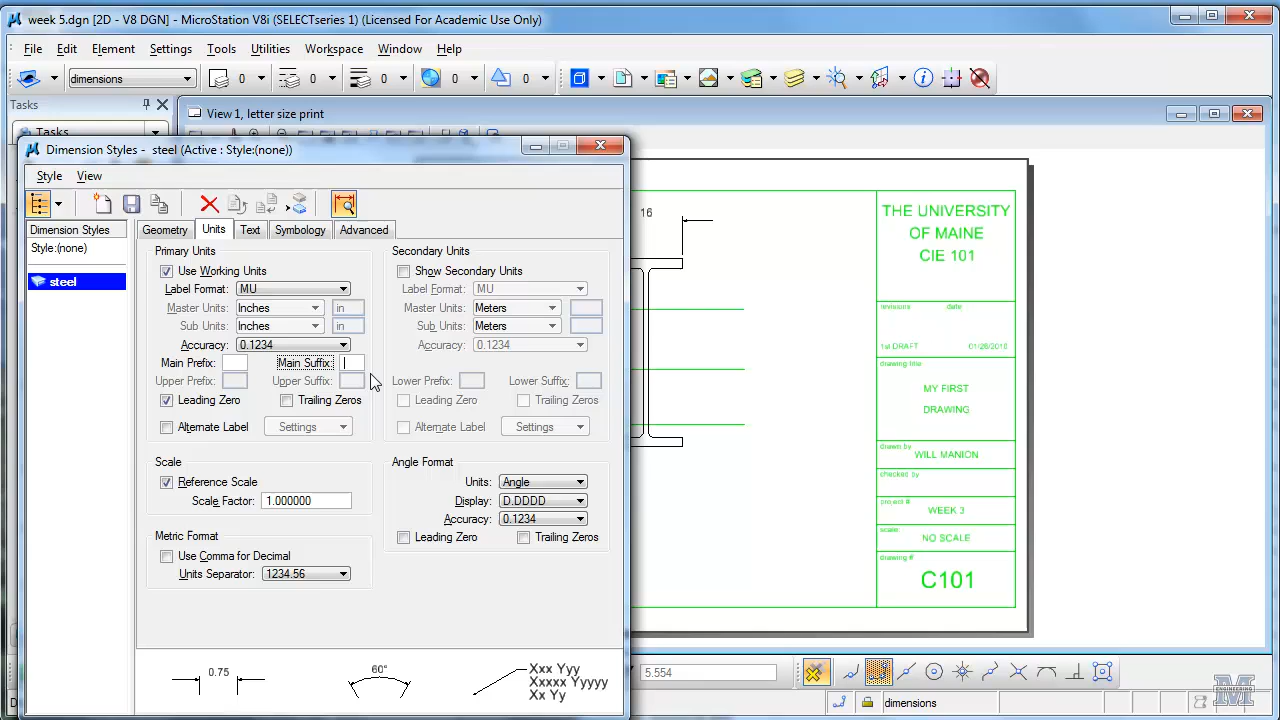 week 5.dgn [2D - V8 DGN] - MicroStation V8i (SELECTseries 1) (Licensed For Academic Use Only)
File Edit Element Settings Tools Utilities Workspace Window Help
dimensions 0 0 0 0 0
Tasks
Tasks
View 1, letter size print
Dimension Styles - steel (Active : Style:(none))
Style View
Dimension Styles
Style:(none)
steel
Geometry Units Text Symbology Advanced
Primary Units
Use Working Units
Label Format: MU
Master Units: Inches in
Sub Units: Inches in
Accuracy: 0.1234
Main Prefix: Main Suffix:
Upper Prefix: Upper Suffix:
Leading Zero Trailing Zeros
Alternate Label Settings
Secondary Units
Show Secondary Units
Label Format: MU
Master Units: Meters
Sub Units: Meters
Accuracy: 0.1234
Lower Prefix: Lower Suffix:
Leading Zero Trailing Zeros
Alternate Label Settings
Scale
Reference Scale
Scale Factor: 1.000000
Metric Format
Use Comma for Decimal
Units Separator: 1234.56
Angle Format
Units: Angle
Display: D.DDDD
Accuracy: 0.1234
Leading Zero Trailing Zeros
0.75
60°
Xxx Yyy
Xxxxx Yyyyy
Xx Yy
16
THE UNIVERSITY
OF MAINE
CIE 101
revisions date
1st DRAFT 01/26/2010
drawing title
MY FIRST
DRAWING
drawn by
WILL MANION
checked by
project #
WEEK 3
scale:
NO SCALE
drawing #
C101
5.554
dimensions
M
ENGINEERING